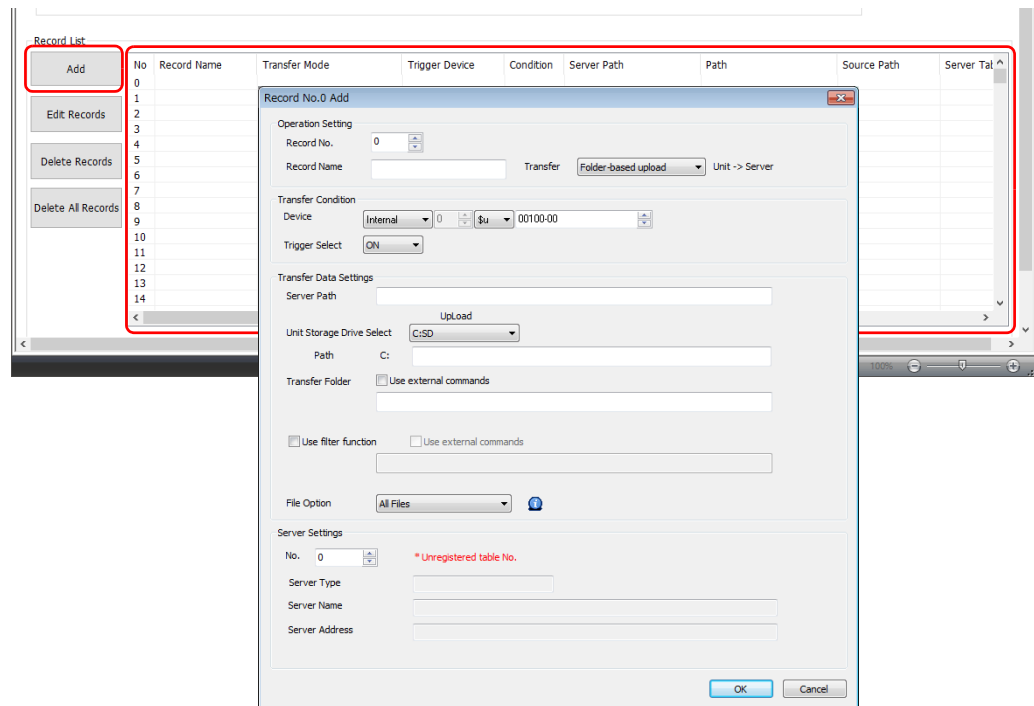 Record List
Add
Edit Records
Delete Records
Delete All Records
No Record Name Transfer Mode Trigger Device Condition Server Path Path Source Path Server Tab
0
1
2
3
4
5
6
7
8
9
10
11
12
13
14
100%
Record No.0 Add
Operation Setting
Record No. 0
Record Name Transfer Folder-based upload Unit -> Server
Transfer Condition
Device Internal 0 $u 00100-00
Trigger Select ON
Transfer Data Settings
Server Path
UpLoad
Unit Storage Drive Select C:SD
Path C:
Transfer Folder Use external commands
Use filter function Use external commands
File Option All Files
Server Settings
No. 0 * Unregistered table No.
Server Type
Server Name
Server Address
OK Cancel